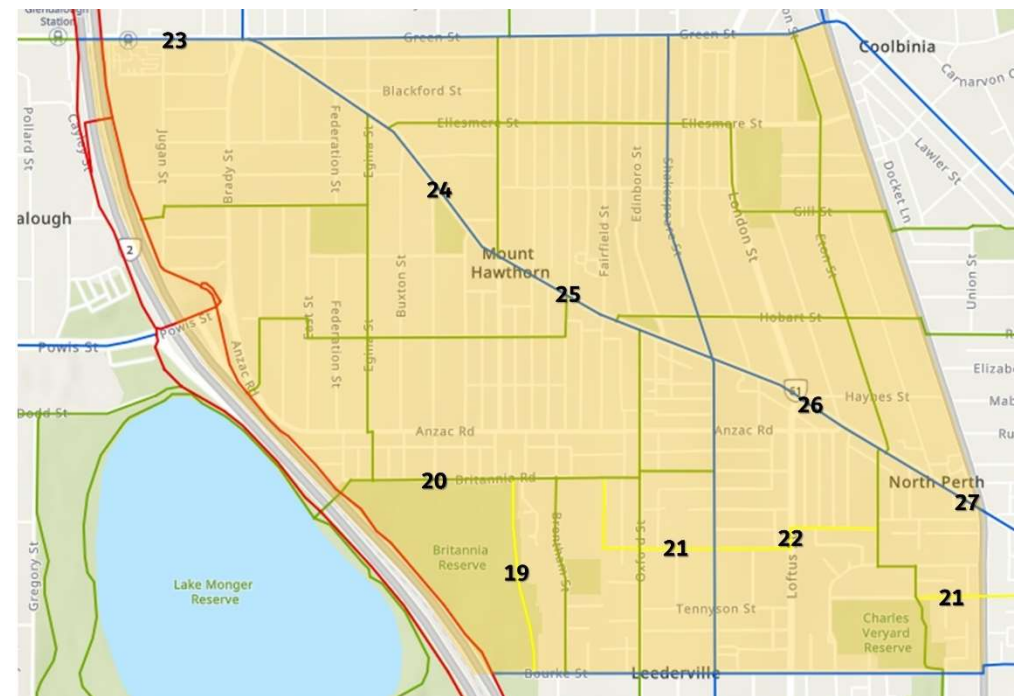 Glendalough
Station
23
Green St
Green St
Coolbinia
Carnarvon C
Blackford St
Pollard St
Cayley St
Jugan St
Brady St
Federation St
Egina St
Ellesmere St
Ellesmere St
Lawler St
Docket Ln
24
Edinboro St
Shakespeare St
London St
Gill St
alough
2
Fairfield St
Eton St
Union St
Mount
Hawthorn
Buxton St
25
East St
Federation St
Egina St
Powis St
Powis St
Hobart St
Anzac Rd
Elizab
51
26
Haynes St
Mab
Dodd St
Anzac Rd
Anzac Rd
Ru
20
Britannia Rd
North Perth
27
Gregory St
Britannia
Reserve
19
Brentham St
Oxford St
21
22
Loftus
Lake Monger
Reserve
Tennyson St
21
Charles
Veryard
Reserve
Bourke St
Leederville